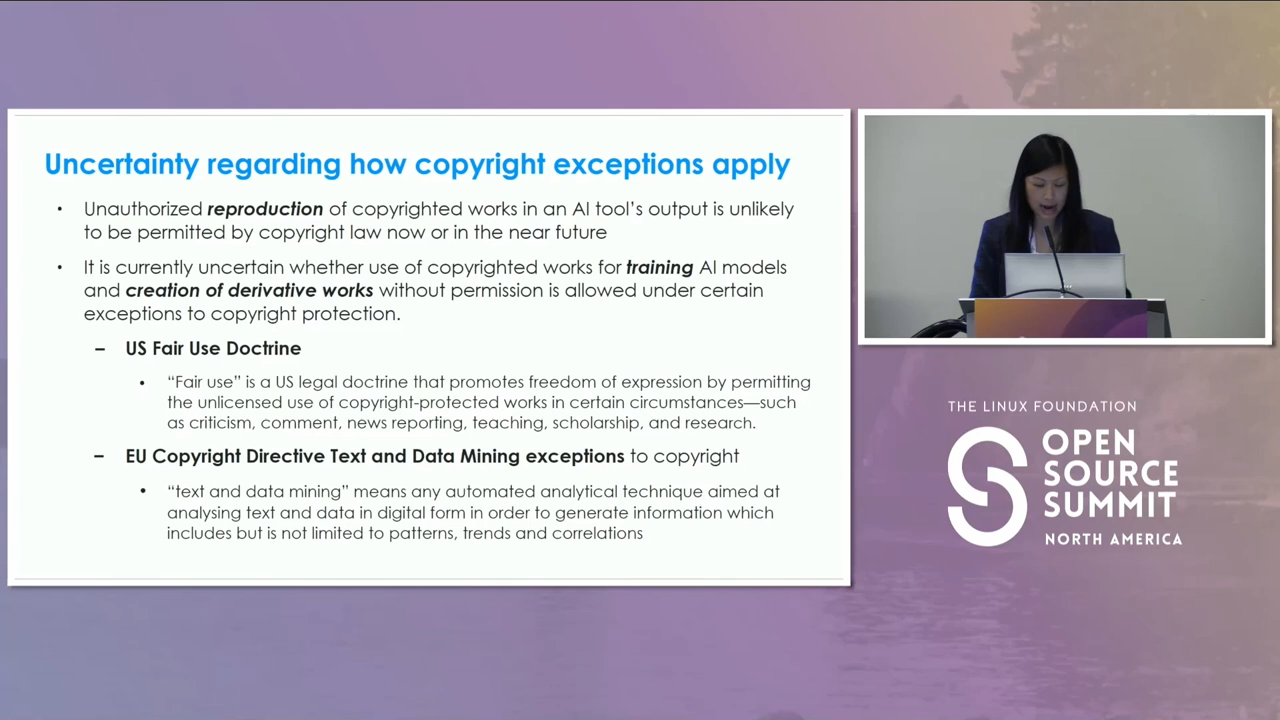 Uncertainty regarding how copyright exceptions apply
• Unauthorized reproduction of copyrighted works in an AI tool’s output is unlikely
to be permitted by copyright law now or in the near future
• It is currently uncertain whether use of copyrighted works for training AI models
and creation of derivative works without permission is allowed under certain
exceptions to copyright protection.
– US Fair Use Doctrine
• “Fair use” is a US legal doctrine that promotes freedom of expression by permitting
the unlicensed use of copyright-protected works in certain circumstances—such
as criticism, comment, news reporting, teaching, scholarship, and research.
– EU Copyright Directive Text and Data Mining exceptions to copyright
• “text and data mining” means any automated analytical technique aimed at
analysing text and data in digital form in order to generate information which
includes but is not limited to patterns, trends and correlations
THE LINUX FOUNDATION
OPEN
SOURCE
SUMMIT
NORTH AMERICA